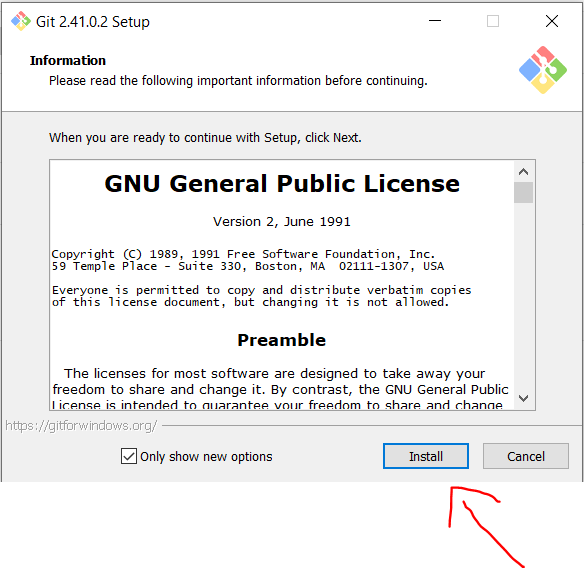 Git 2.41.0.2 Setup
Information
Please read the following important information before continuing.
When you are ready to continue with Setup, click Next.
GNU General Public License
Version 2, June 1991
Copyright (C) 1989, 1991 Free Software Foundation, Inc.
59 Temple Place - Suite 330, Boston, MA  02111-1307, USA
Everyone is permitted to copy and distribute verbatim copies
of this license document, but changing it is not allowed.
Preamble
The licenses for most software are designed to take away your
freedom to share and change it. By contrast, the GNU General Public
License is intended to guarantee your freedom to share and change
https://gitforwindows.org/
Only show new options
Install
Cancel